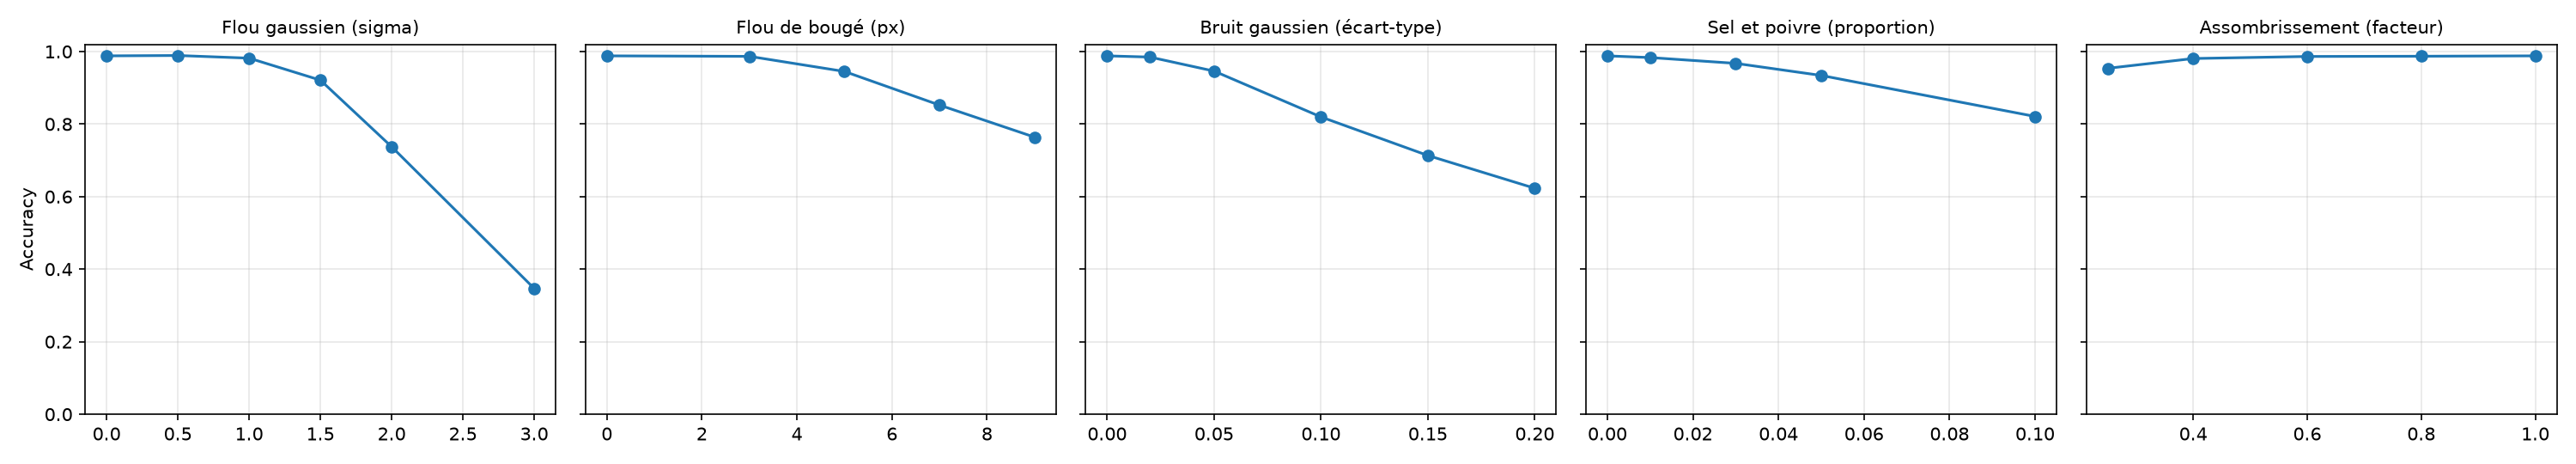 Flou gaussien (sigma)
Flou de bougé (px)
Bruit gaussien (écart-type)
Sel et poivre (proportion)
Assombrissement (facteur)
Accuracy
1.0
0.8
0.6
0.4
0.2
0.0
0.0 0.5 1.0 1.5 2.0 2.5 3.0
0 2 4 6 8
0.00 0.05 0.10 0.15 0.20
0.00 0.02 0.04 0.06 0.08 0.10
0.4 0.6 0.8 1.0